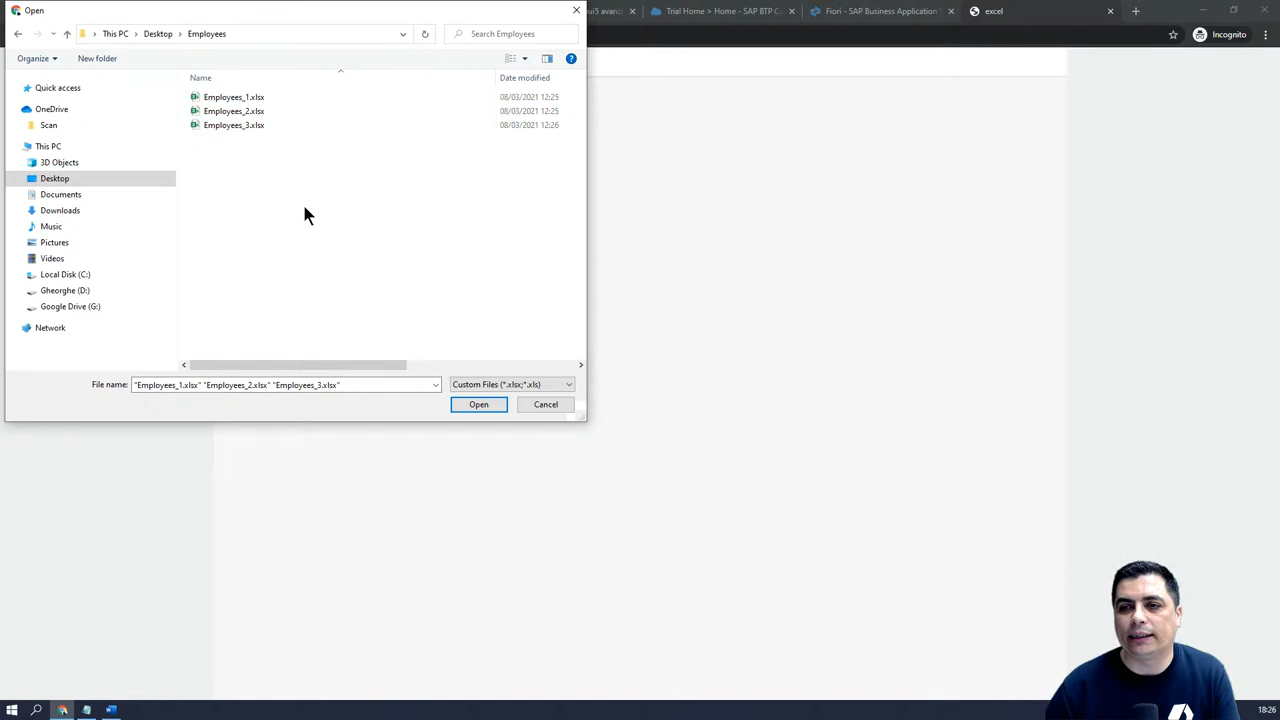 Open
ui5 avanz
Trial Home > Home - SAP BTP C
Fiori - SAP Business Application
excel
Incognito
This PC > Desktop > Employees
Search Employees
Organize
New folder
Name
Date modified
Quick access
OneDrive
Scan
This PC
3D Objects
Desktop
Documents
Downloads
Music
Pictures
Videos
Local Disk (C:)
Gheorghe (D:)
Google Drive (G:)
Network
Employees_1.xlsx 08/03/2021 12:25
Employees_2.xlsx 08/03/2021 12:25
Employees_3.xlsx 08/03/2021 12:26
File name: "Employees_1.xlsx" "Employees_2.xlsx" "Employees_3.xlsx"
Custom Files (*.xlsx;*.xls)
Open
Cancel
18:26